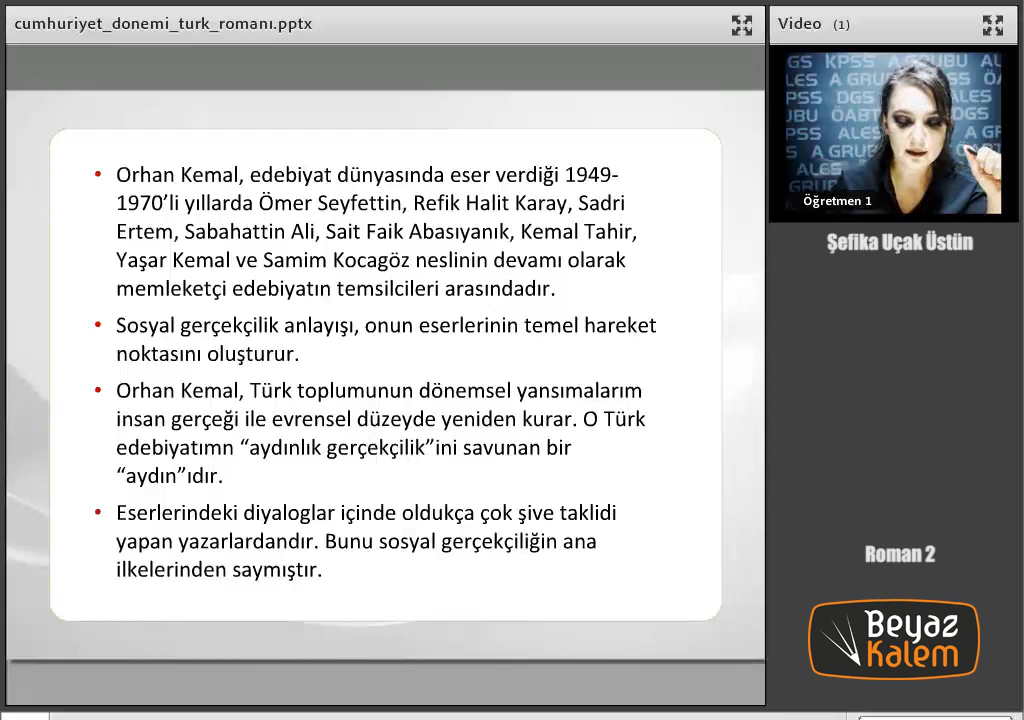 cumhuriyet_donemi_turk_romanı.pptx
Video (1)
Öğretmen 1
Şefika Uçak Üstün
• Orhan Kemal, edebiyat dünyasında eser verdiği 1949-
1970’li yıllarda Ömer Seyfettin, Refik Halit Karay, Sadri
Ertem, Sabahattin Ali, Sait Faik Abasıyanık, Kemal Tahir,
Yaşar Kemal ve Samim Kocagöz neslinin devamı olarak
memleketçi edebiyatın temsilcileri arasındadır.
• Sosyal gerçekçilik anlayışı, onun eserlerinin temel hareket
noktasını oluşturur.
• Orhan Kemal, Türk toplumunun dönemsel yansımalarım
insan gerçeği ile evrensel düzeyde yeniden kurar. O Türk
edebiyatımn “aydınlık gerçekçilik”ini savunan bir
“aydın”ıdır.
• Eserlerindeki diyaloglar içinde oldukça çok şive taklidi
yapan yazarlardandır. Bunu sosyal gerçekçiliğin ana
ilkelerinden saymıştır.
Roman 2
Beyaz
Kalem